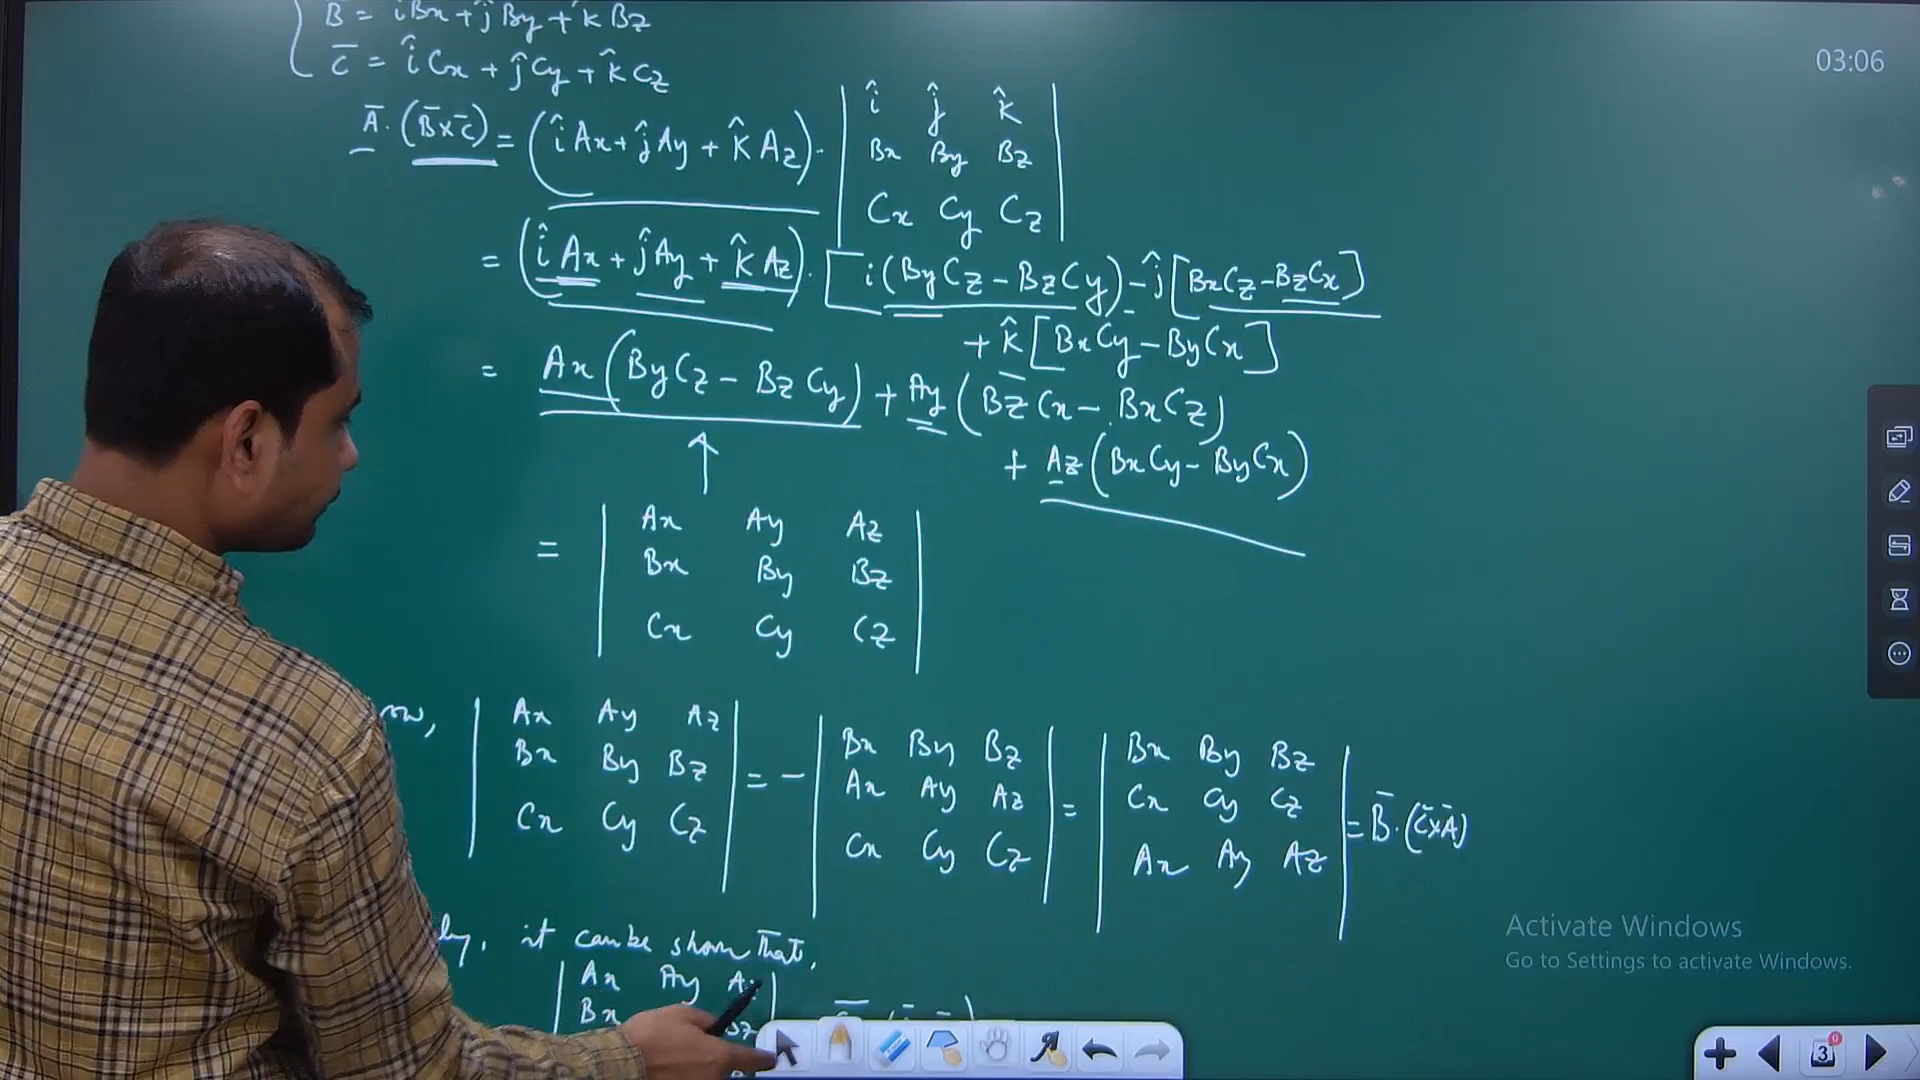 B̄ = îBx + ĵBy + k̂Bz
C̄ = îCx + ĵCy + k̂Cz
03:06
Ā·(B̄×C̄) = (îAx + ĵAy + k̂Az)· | î ĵ k̂
Bx By Bz
Cx Cy Cz |
= (îAx + ĵAy + k̂Az)·[i(ByCz − BzCy) − ĵ[BxCz − BzCx]
+ k̂[BxCy − ByCx]
= Ax(ByCz − BzCy) + Ay(BzCx − BxCz)
+ Az(BxCy − ByCx)
= | Ax Ay Az
Bx By Bz
Cx Cy Cz |
| Ax Ay Az
Bx By Bz
Cx Cy Cz |
= − | Bx By Bz
Ax Ay Az
Cx Cy Cz |
= | Bx By Bz
Cx Cy Cz
Ax Ay Az |
= B̄·(C̄×Ā)
it can be shown that,
| Ax Ay
Bx
Activate Windows
Go to Settings to activate Windows.
3